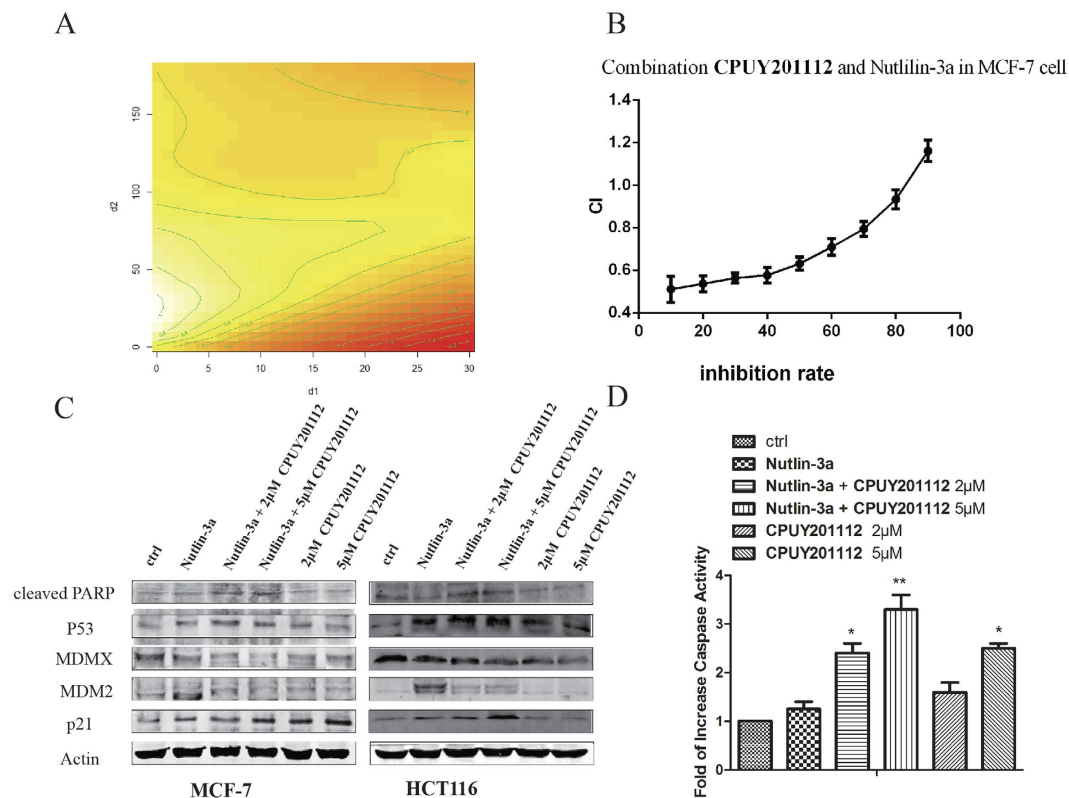 A
150
100
50
0
d2
0 5 10 15 20 25 30
d1
B
Combination CPUY201112 and Nutlilin-3a in MCF-7 cell
1.4
1.2
1.0
0.8
0.6
0.4
CI
0 20 40 60 80 100
inhibition rate
C
ctrl
Nutlin-3a
Nutlin-3a + 2μM CPUY201112
Nutlin-3a + 5μM CPUY201112
2μM CPUY201112
5μM CPUY201112
ctrl
Nutlin-3a
Nutlin-3a + 2μM CPUY201112
Nutlin-3a + 5μM CPUY201112
2μM CPUY201112
5μM CPUY201112
cleaved PARP
P53
MDMX
MDM2
p21
Actin
MCF-7
HCT116
D
ctrl
Nutlin-3a
Nutlin-3a + CPUY201112 2μM
Nutlin-3a + CPUY201112 5μM
CPUY201112 2μM
CPUY201112 5μM
Fold of Increase Caspase Activity
4
3
2
1
0
*
**
*